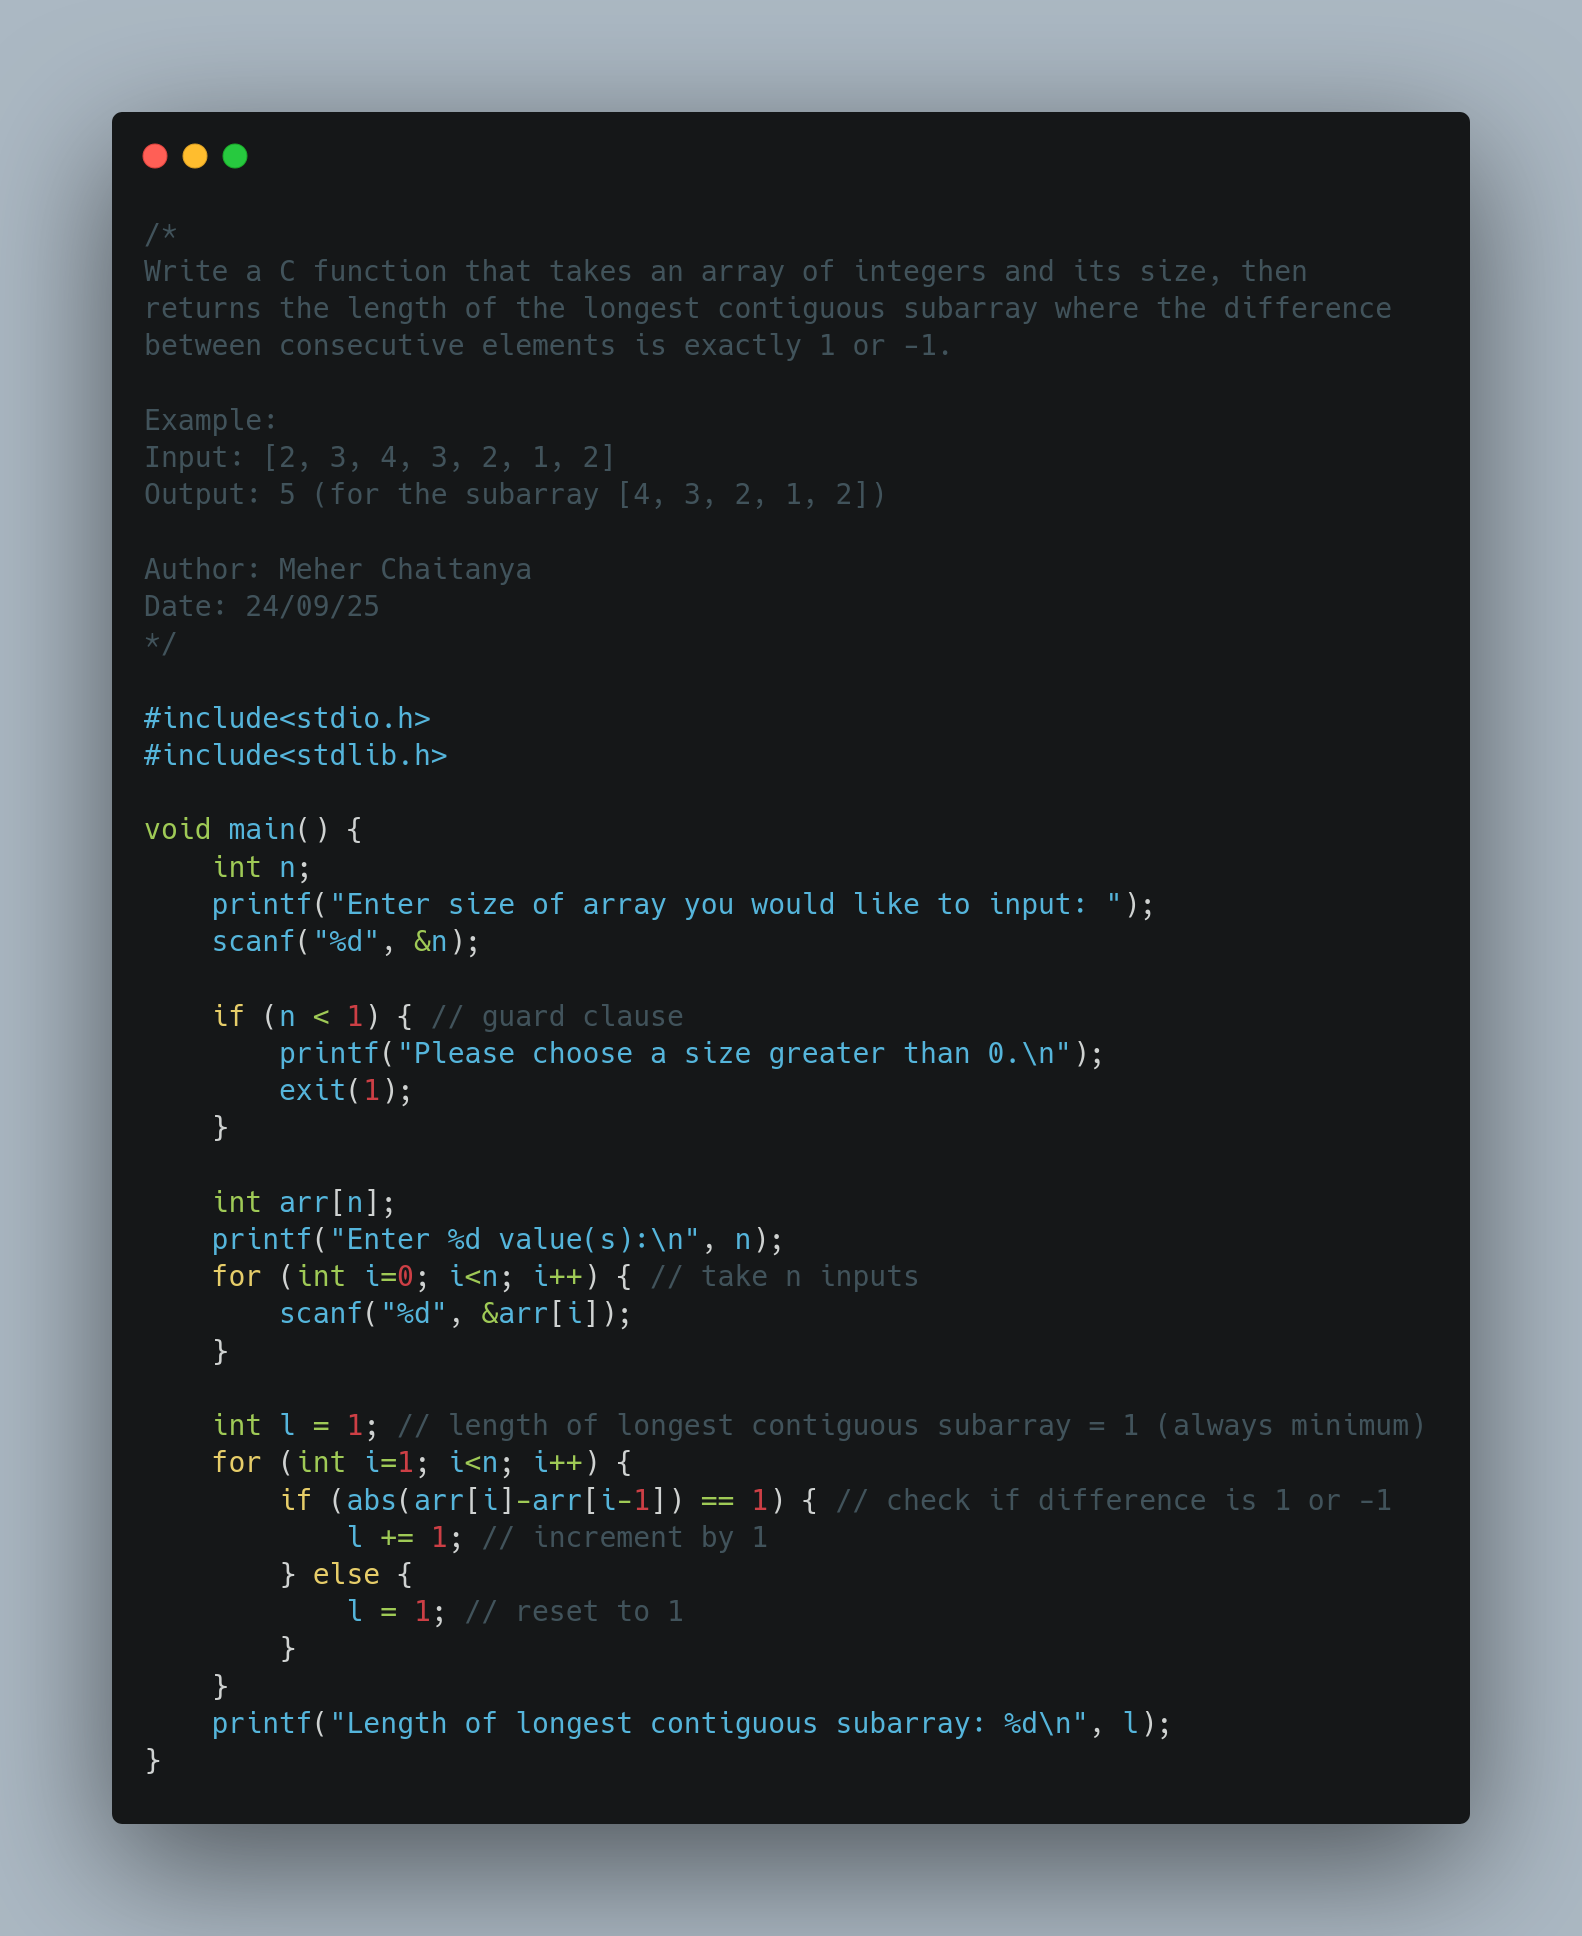 /*
Write a C function that takes an array of integers and its size, then
returns the length of the longest contiguous subarray where the difference
between consecutive elements is exactly 1 or -1.

Example:
Input: [2, 3, 4, 3, 2, 1, 2]
Output: 5 (for the subarray [4, 3, 2, 1, 2])

Author: Meher Chaitanya
Date: 24/09/25
*/

#include<stdio.h>
#include<stdlib.h>

void main() {
    int n;
    printf("Enter size of array you would like to input: ");
    scanf("%d", &n);

    if (n < 1) { // guard clause
        printf("Please choose a size greater than 0.\n");
        exit(1);
    }

    int arr[n];
    printf("Enter %d value(s):\n", n);
    for (int i=0; i<n; i++) { // take n inputs
        scanf("%d", &arr[i]);
    }

    int l = 1; // length of longest contiguous subarray = 1 (always minimum)
    for (int i=1; i<n; i++) {
        if (abs(arr[i]-arr[i-1]) == 1) { // check if difference is 1 or -1
            l += 1; // increment by 1
        } else {
            l = 1; // reset to 1
        }
    }
    printf("Length of longest contiguous subarray: %d\n", l);
}